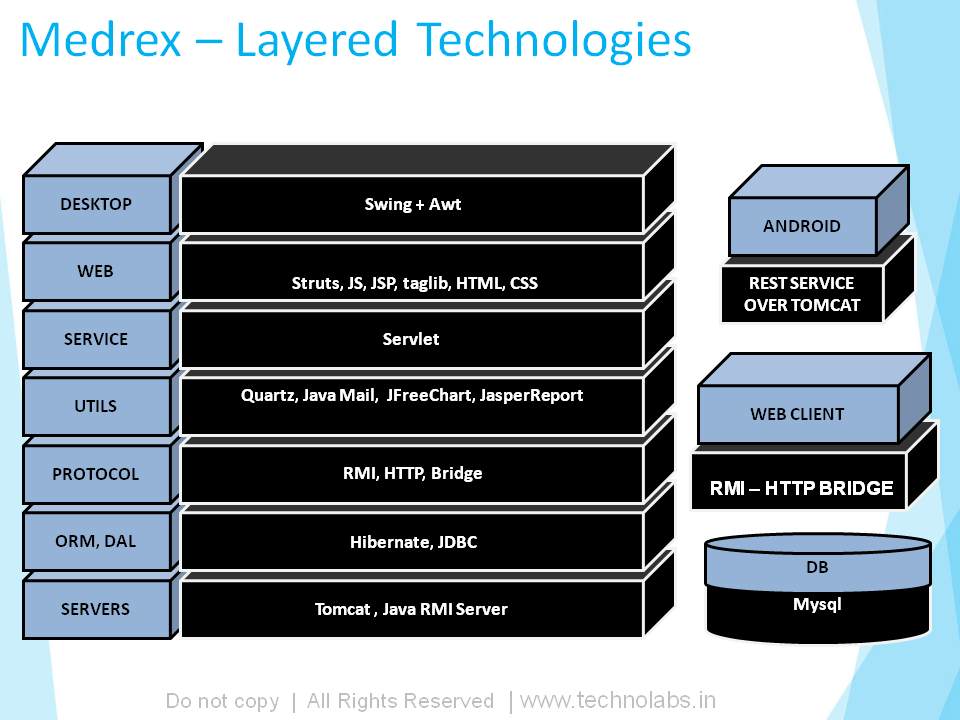 Medrex – Layered Technologies
DESKTOP
Swing + Awt
WEB
Struts, JS, JSP, taglib, HTML, CSS
SERVICE
Servlet
UTILS
Quartz, Java Mail,  JFreeChart, JasperReport
PROTOCOL
RMI, HTTP, Bridge
ORM, DAL
Hibernate, JDBC
SERVERS
Tomcat , Java RMI Server
ANDROID
REST SERVICE
OVER TOMCAT
WEB CLIENT
RMI – HTTP BRIDGE
DB
Mysql
Do not copy | All Rights Reserved | www.technolabs.in